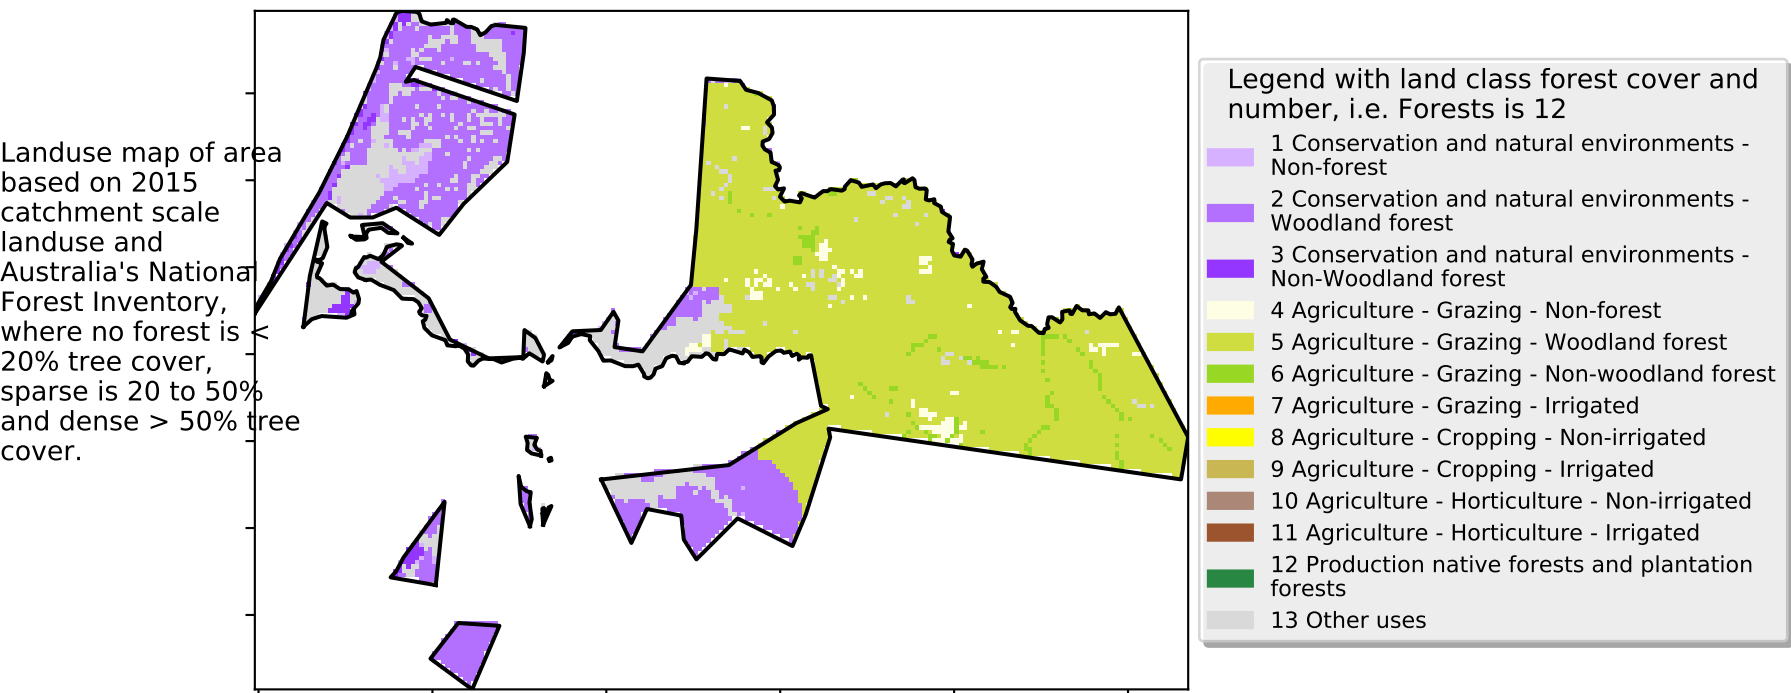 Landuse map of area
based on 2015
catchment scale
landuse and
Australia's National
Forest Inventory,
where no forest is <
20% tree cover,
sparse is 20 to 50%
and dense > 50% tree
cover.
Legend with land class forest cover and
number, i.e. Forests is 12
1 Conservation and natural environments -
Non-forest
2 Conservation and natural environments -
Woodland forest
3 Conservation and natural environments -
Non-Woodland forest
4 Agriculture - Grazing - Non-forest
5 Agriculture - Grazing - Woodland forest
6 Agriculture - Grazing - Non-woodland forest
7 Agriculture - Grazing - Irrigated
8 Agriculture - Cropping - Non-irrigated
9 Agriculture - Cropping - Irrigated
10 Agriculture - Horticulture - Non-irrigated
11 Agriculture - Horticulture - Irrigated
12 Production native forests and plantation
forests
13 Other uses